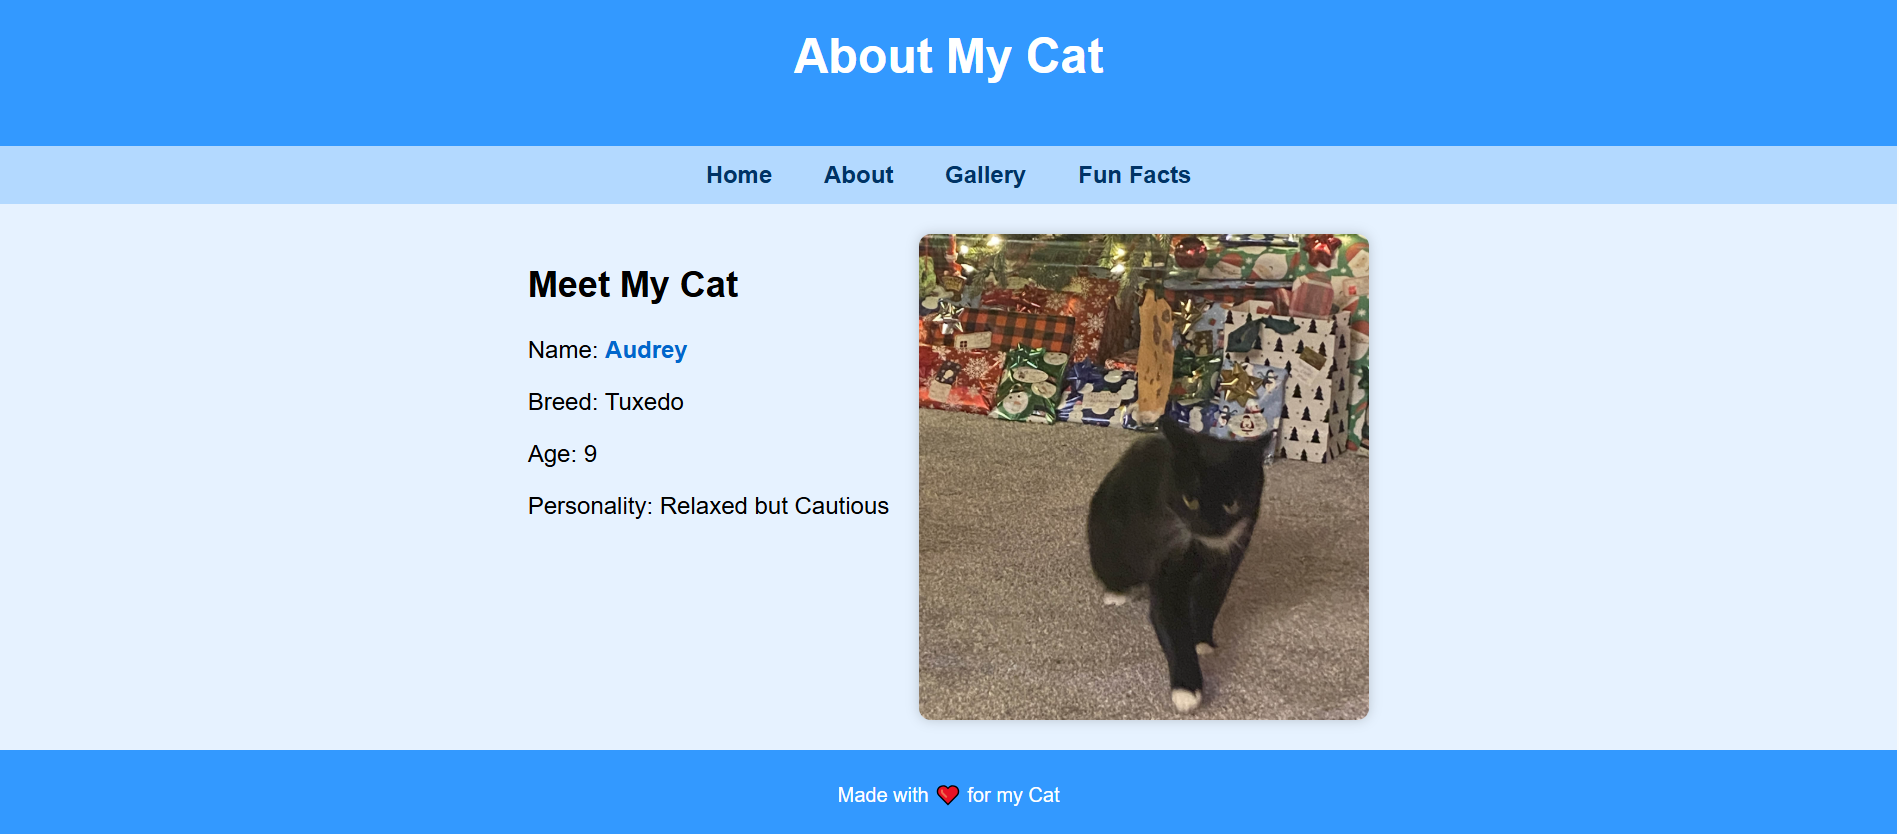 About My Cat
Home About Gallery Fun Facts
Meet My Cat
Name: Audrey
Breed: Tuxedo
Age: 9
Personality: Relaxed but Cautious
Made with ❤️ for my Cat